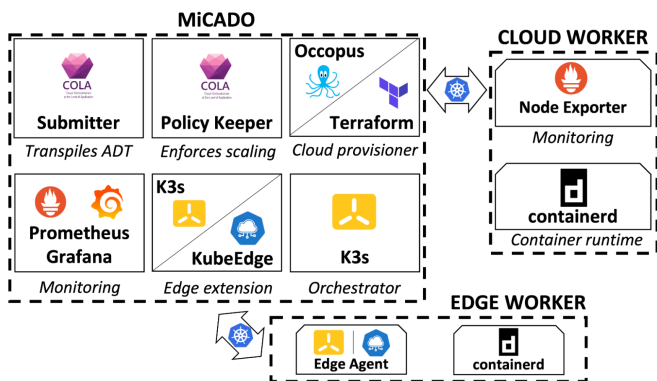 MiCADO
COLA
Submitter
Transpiles ADT
COLA
Policy Keeper
Enforces scaling
Occopus
Terraform
Cloud provisioner
Prometheus
Grafana
Monitoring
K3s
KubeEdge
Edge extension
K3s
Orchestrator
CLOUD WORKER
Node Exporter
Monitoring
d
containerd
Container runtime
EDGE WORKER
Edge Agent
d
containerd